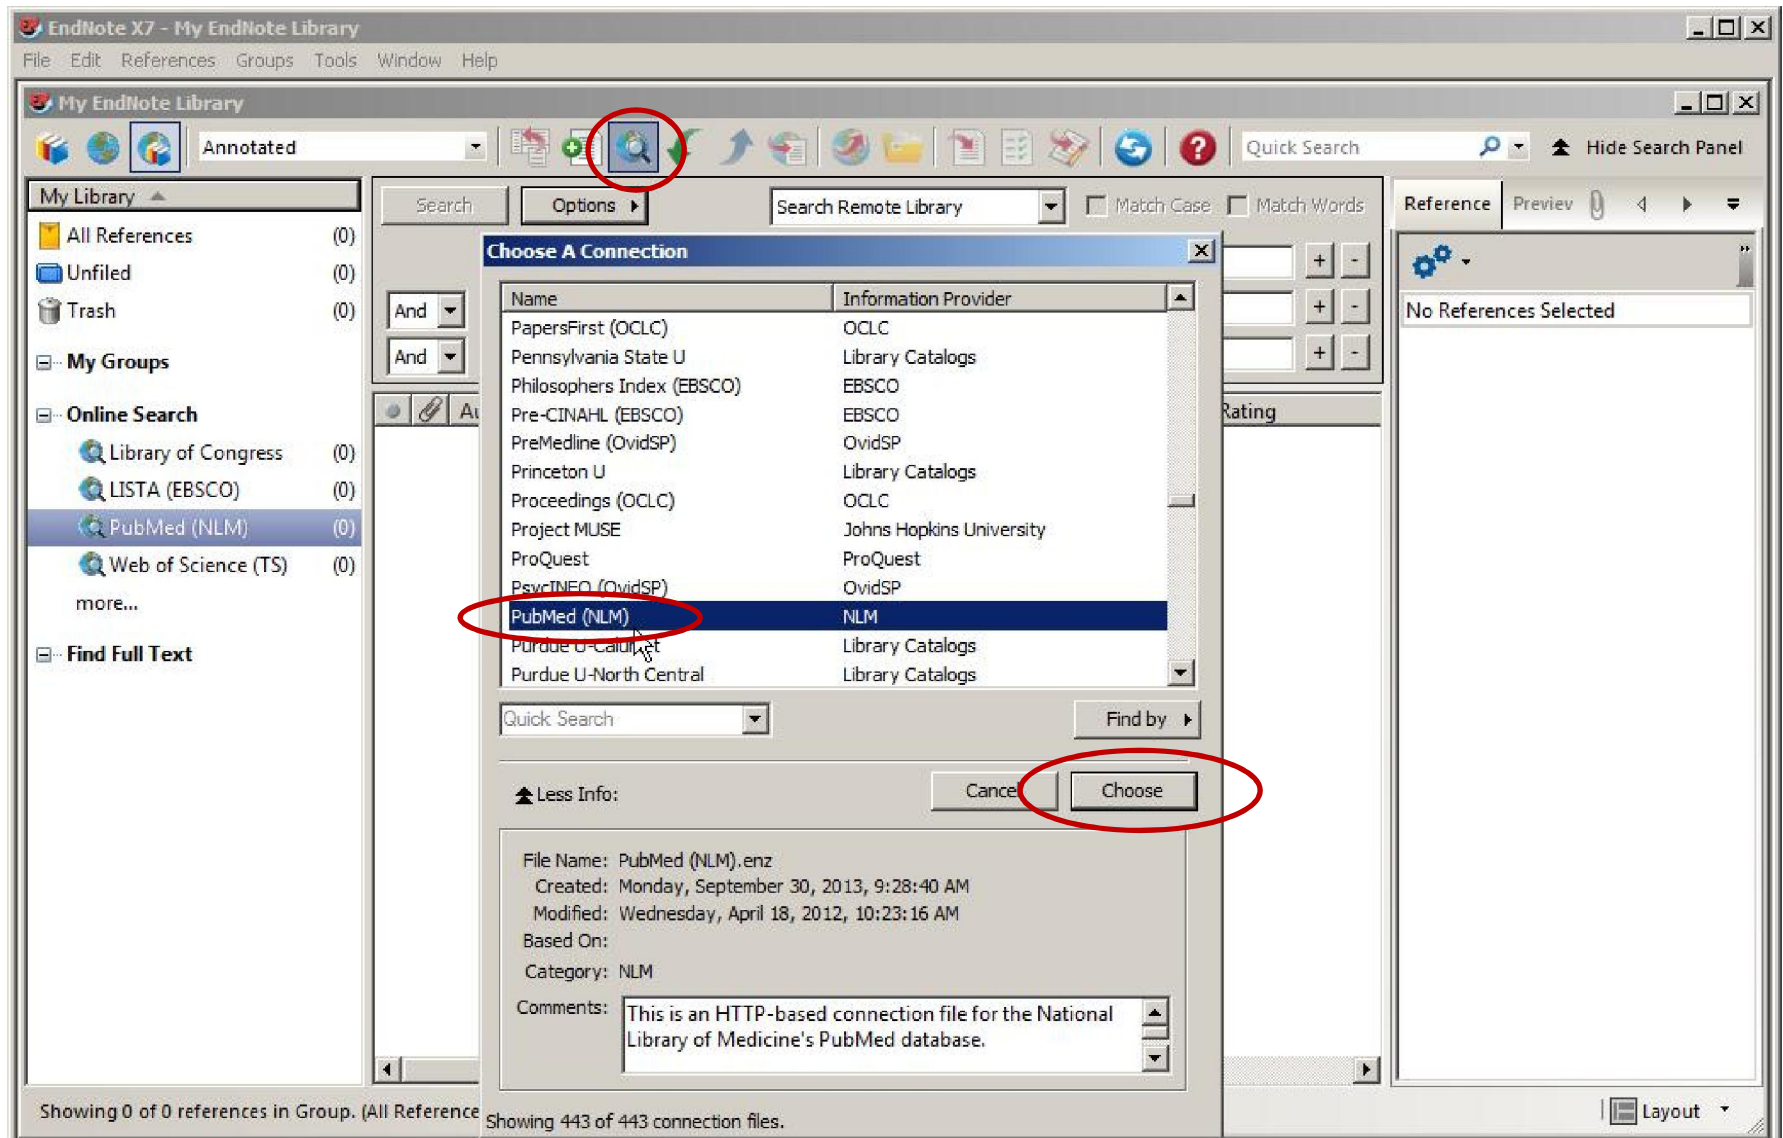 EndNote X7 - My EndNote Library
File Edit References Groups Tools Window Help
My EndNote Library
Annotated
Quick Search
Hide Search Panel
My Library
All References (0)
Unfiled (0)
Trash (0)
My Groups
Online Search
Library of Congress (0)
LISTA (EBSCO) (0)
PubMed (NLM) (0)
Web of Science (TS) (0)
more...
Find Full Text
Search Options Search Remote Library Match Case Match Words
And
And
+ -
+ -
+ -
Rating
Reference Preview
No References Selected
Choose A Connection
Name Information Provider
PapersFirst (OCLC) OCLC
Pennsylvania State U Library Catalogs
Philosophers Index (EBSCO) EBSCO
Pre-CINAHL (EBSCO) EBSCO
PreMedline (OvidSP) OvidSP
Princeton U Library Catalogs
Proceedings (OCLC) OCLC
Project MUSE Johns Hopkins University
ProQuest ProQuest
PsycINFO (OvidSP) OvidSP
PubMed (NLM) NLM
Purdue U-Calumet Library Catalogs
Purdue U-North Central Library Catalogs
Quick Search
Find by
Less Info:
Cancel
Choose
File Name: PubMed (NLM).enz
Created: Monday, September 30, 2013, 9:28:40 AM
Modified: Wednesday, April 18, 2012, 10:23:16 AM
Based On:
Category: NLM
Comments: This is an HTTP-based connection file for the National
Library of Medicine's PubMed database.
Showing 443 of 443 connection files.
Showing 0 of 0 references in Group. (All Reference
Layout